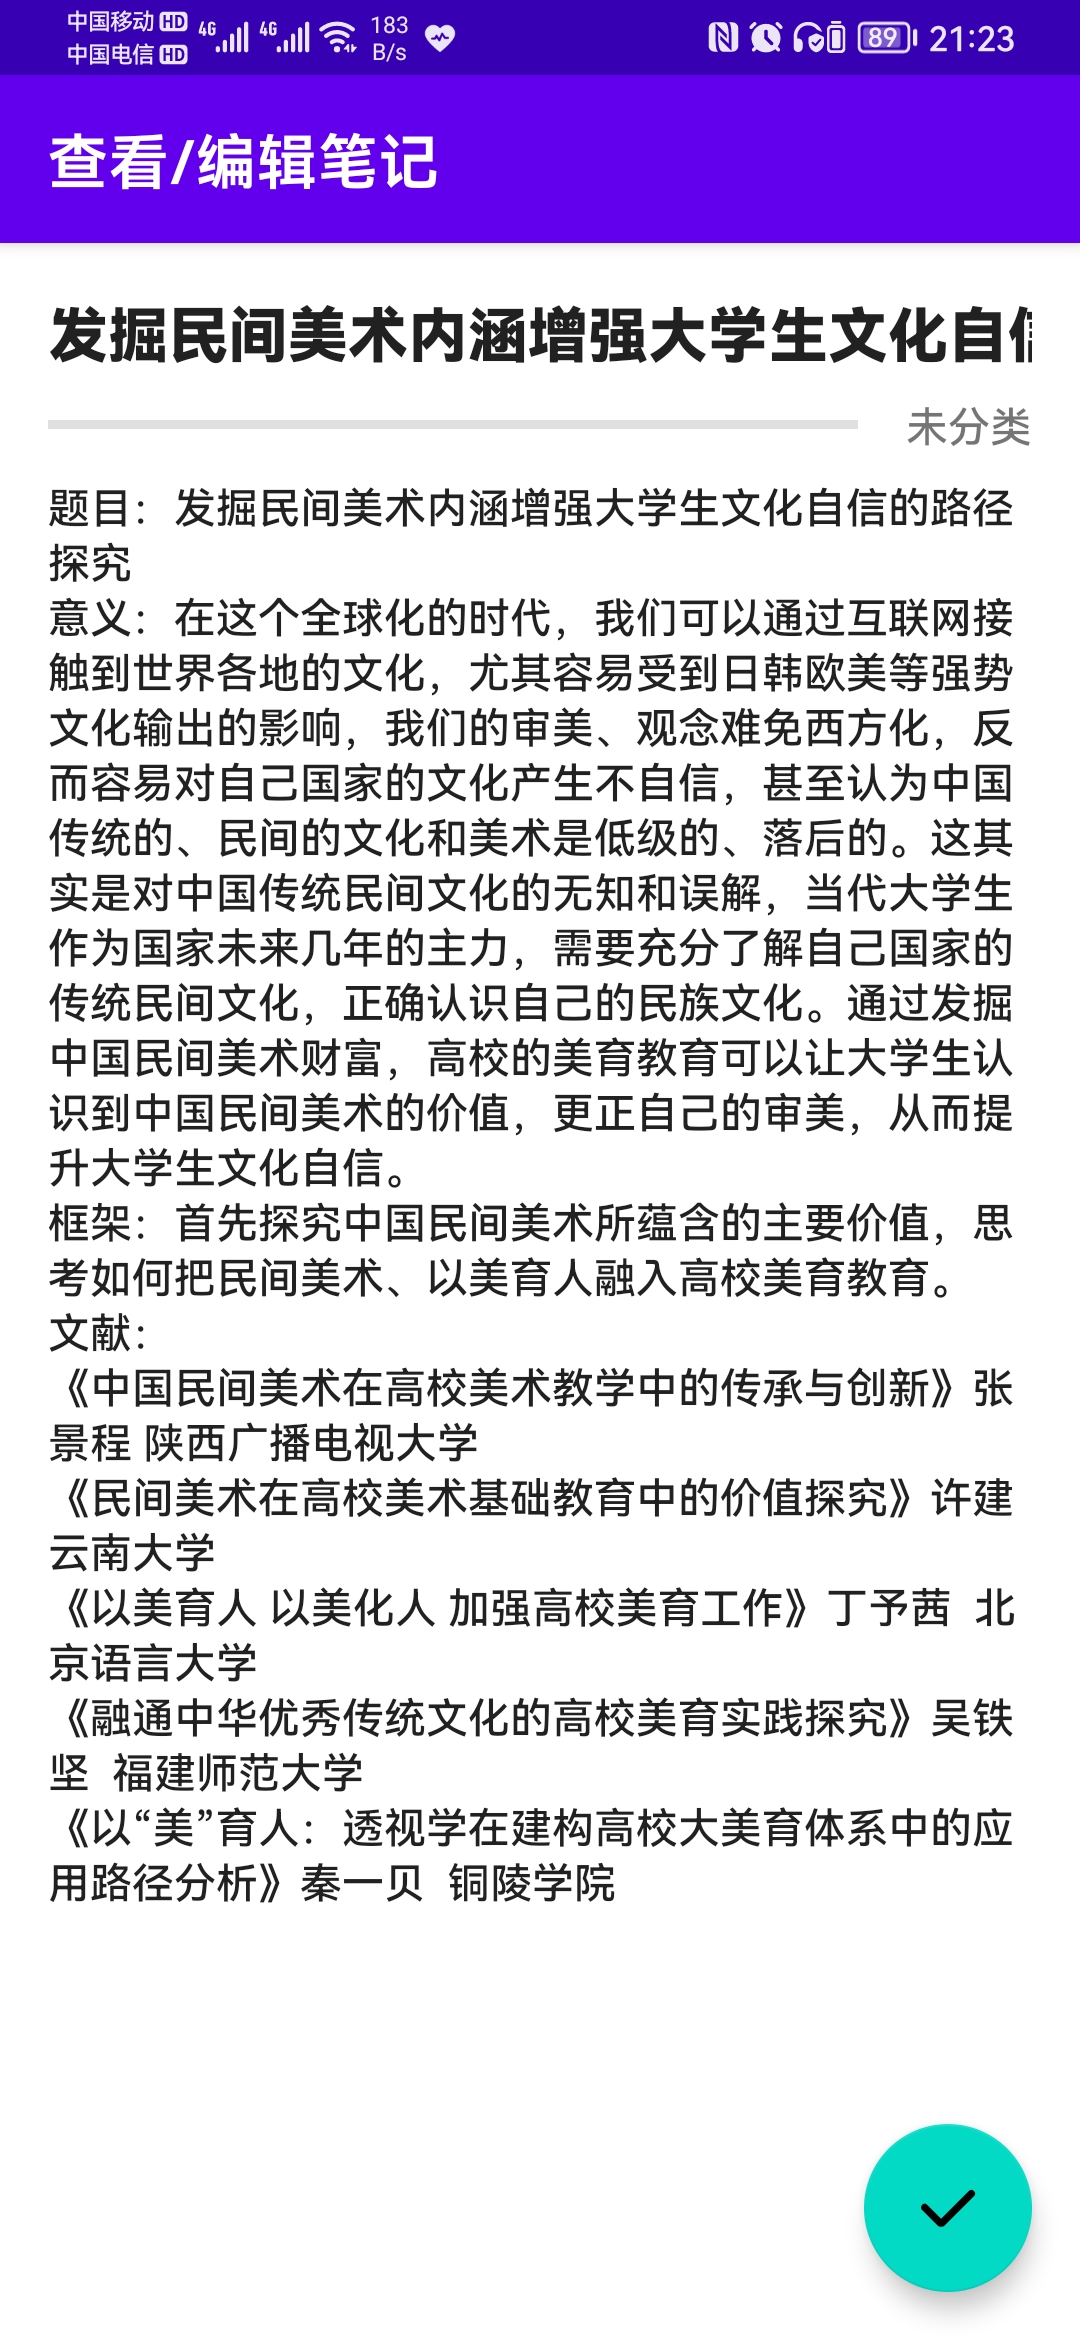 中国移动 HD 4G 4G 183 B/s 89 21:23
中国电信 HD
查看/编辑笔记
发掘民间美术内涵增强大学生文化自信
未分类
题目：发掘民间美术内涵增强大学生文化自信的路径
探究
意义：在这个全球化的时代，我们可以通过互联网接
触到世界各地的文化，尤其容易受到日韩欧美等强势
文化输出的影响，我们的审美、观念难免西方化，反
而容易对自己国家的文化产生不自信，甚至认为中国
传统的、民间的文化和美术是低级的、落后的。这其
实是对中国传统民间文化的无知和误解，当代大学生
作为国家未来几年的主力，需要充分了解自己国家的
传统民间文化，正确认识自己的民族文化。通过发掘
中国民间美术财富，高校的美育教育可以让大学生认
识到中国民间美术的价值，更正自己的审美，从而提
升大学生文化自信。
框架：首先探究中国民间美术所蕴含的主要价值，思
考如何把民间美术、以美育人融入高校美育教育。
文献：
《中国民间美术在高校美术教学中的传承与创新》张
景程 陕西广播电视大学
《民间美术在高校美术基础教育中的价值探究》许建
云南大学
《以美育人 以美化人 加强高校美育工作》丁予茜 北
京语言大学
《融通中华优秀传统文化的高校美育实践探究》吴铁
坚 福建师范大学
《以“美”育人：透视学在建构高校大美育体系中的应
用路径分析》秦一贝 铜陵学院